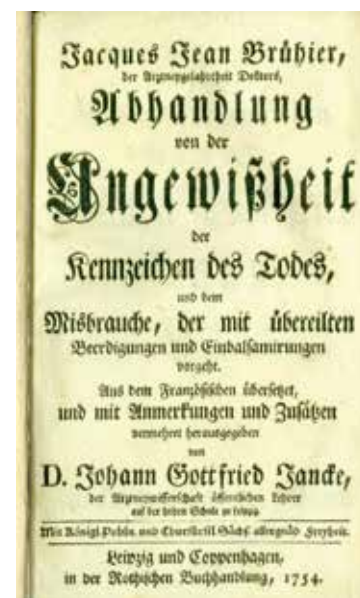 Jacques Jean Brühier,
der Arzneygelahrtheit Doktors,
Abhandlung
von der
Ungewißheit
der
Kennzeichen des Todes,
und dem
Misbrauche, der mit übereilten
Beerdigungen und Einbalsamirungen
vorgeht.
Aus dem Französischen übersetzet,
und mit Anmerkungen und Zusätzen
vermehrt herausgegeben
von
D. Johann Gottfried Jancke,
der Arzneywissenschaft öffentlichen Lehrer
auf der hohen Schule zu Leipzig.
Mit Königl. Pohln. und Churfürstl. Sächs. allergnäd. Freyheit.
Leipzig und Coppenhagen,
in der Rothischen Buchhandlung, 1754.